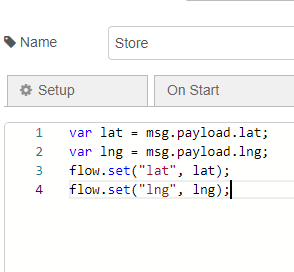 Name
Store
Setup
On Start
1 var lat = msg.payload.lat;
2 var lng = msg.payload.lng;
3 flow.set("lat", lat);
4 flow.set("lng", lng);